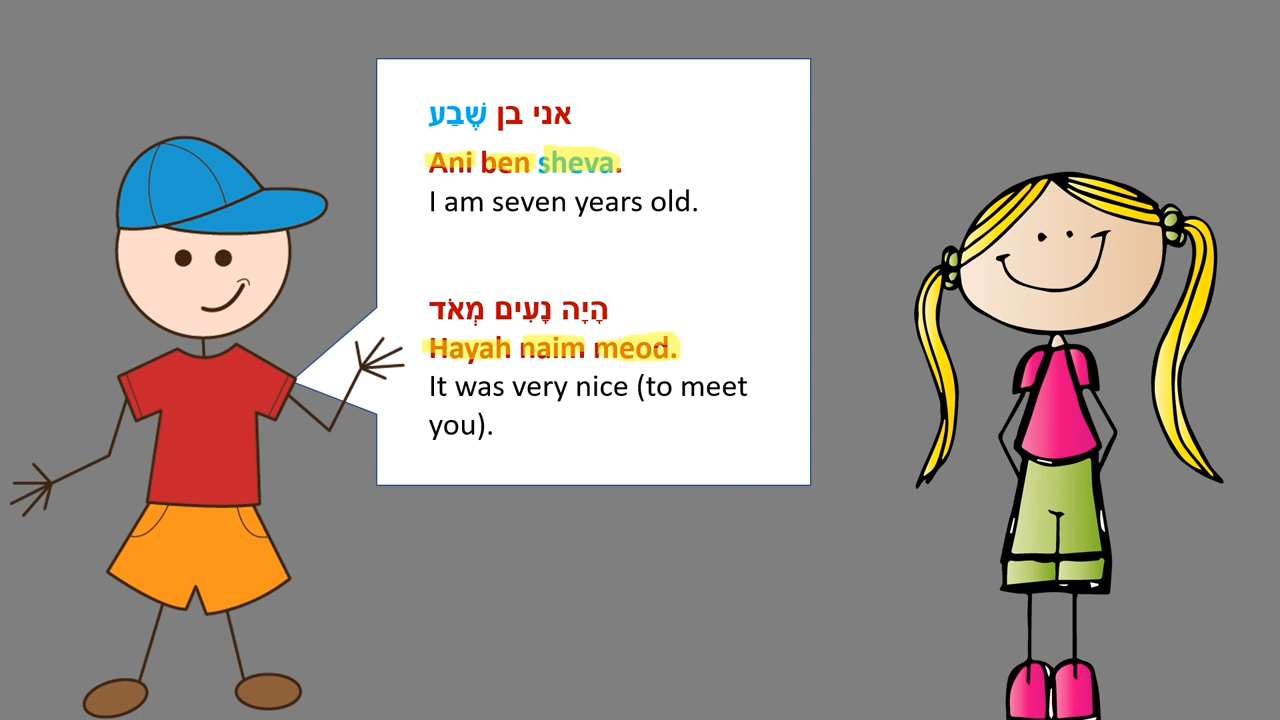 אני בן שֶׁבַע
Ani ben sheva.
I am seven years old.
הָיָה נָעִים מְאֹד
Hayah naim meod.
It was very nice (to meet
you).